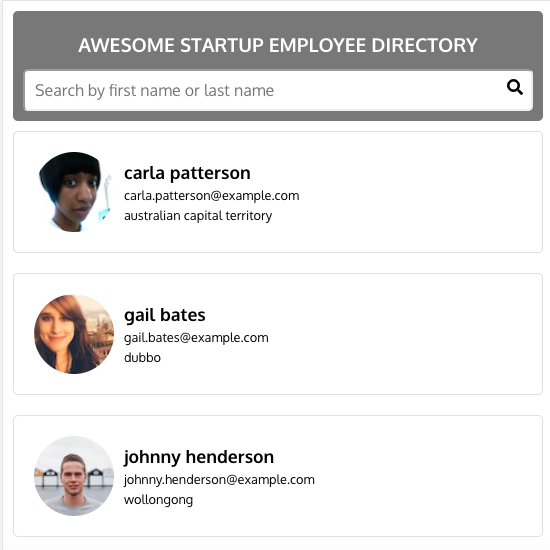 AWESOME STARTUP EMPLOYEE DIRECTORY
Search by first name or last name
carla patterson
carla.patterson@example.com
australian capital territory
gail bates
gail.bates@example.com
dubbo
johnny henderson
johnny.henderson@example.com
wollongong